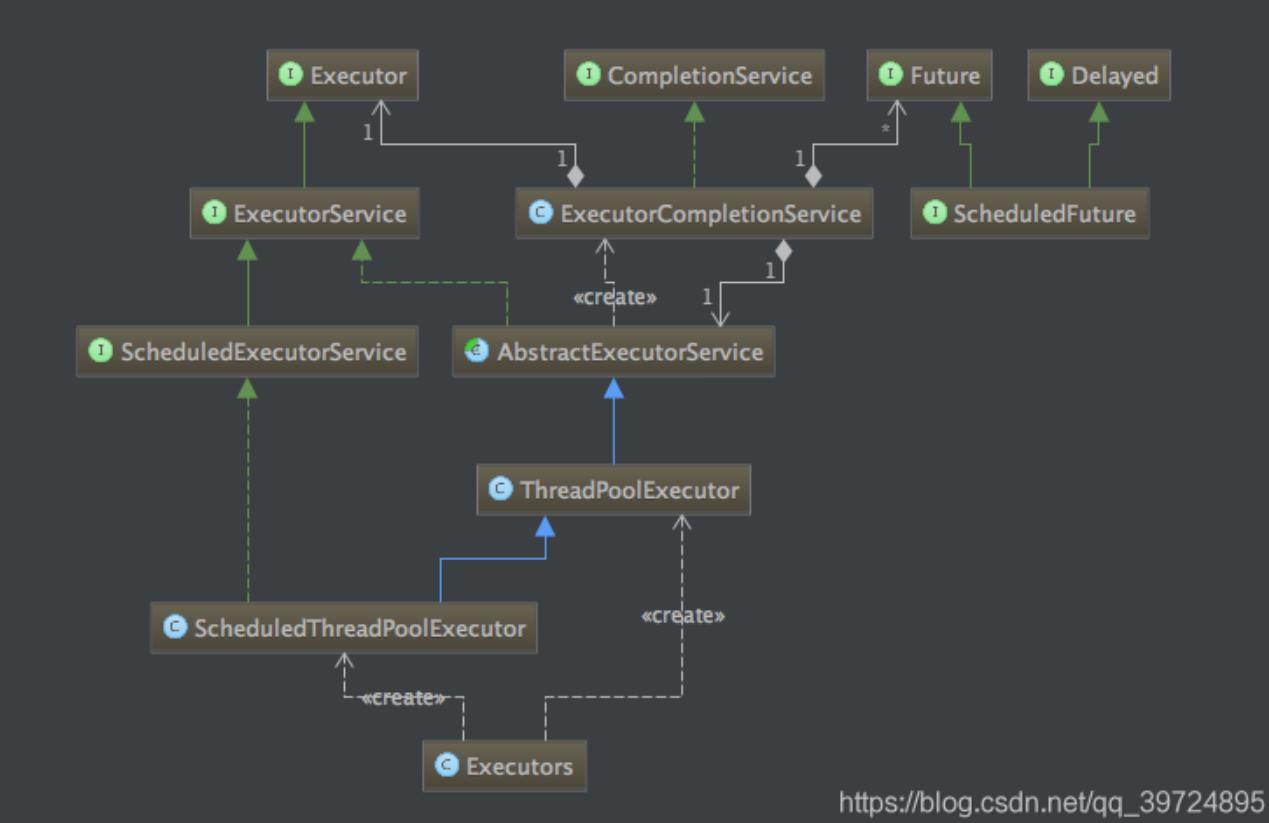 I Executor
I CompletionService
I Future
I Delayed
1
1
1
*
I ExecutorService
C ExecutorCompletionService
I ScheduledFuture
1
«create»
1
I ScheduledExecutorService
C AbstractExecutorService
C ThreadPoolExecutor
«create»
C ScheduledThreadPoolExecutor
«create»
C Executors
https://blog.csdn.net/qq_39724895